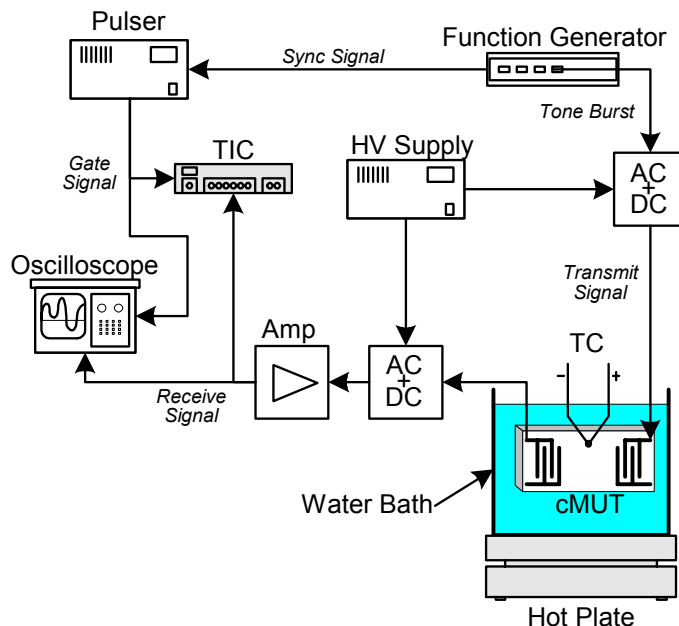 Pulser
Function Generator
Sync Signal
Tone Burst
Gate
Signal
TIC
HV Supply
AC
+
DC
Oscilloscope
Transmit
Signal
Amp
TC
AC
+
DC
- +
Receive
Signal
Water Bath
cMUT
Hot Plate